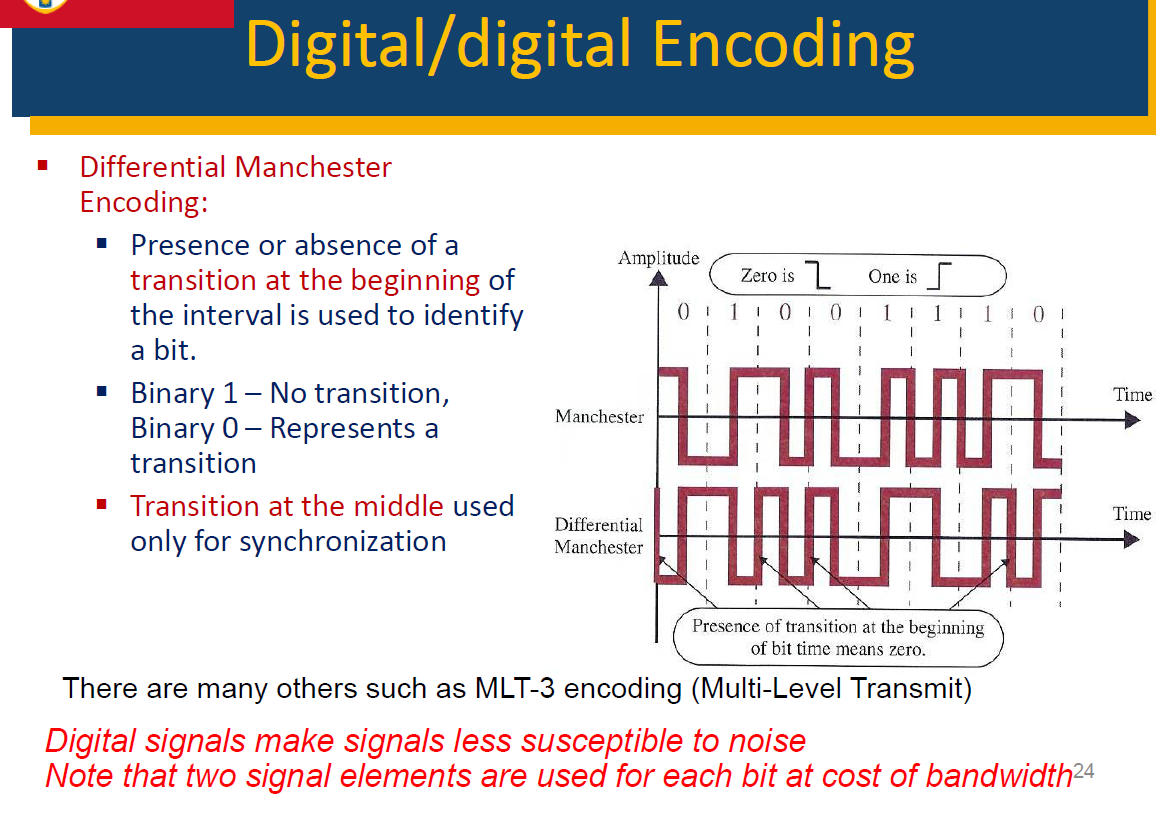 Digital/digital Encoding
Differential Manchester
Encoding:
Presence or absence of a
transition at the beginning of
the interval is used to identify
a bit.
Binary 1 – No transition,
Binary 0 – Represents a
transition
Transition at the middle used
only for synchronization
Amplitude
Zero is One is
0 1 0 0 1 1 1 0
Manchester
Time
Differential
Manchester
Time
Presence of transition at the beginning
of bit time means zero.
There are many others such as MLT-3 encoding (Multi-Level Transmit)
Digital signals make signals less susceptible to noise
Note that two signal elements are used for each bit at cost of bandwidth
24